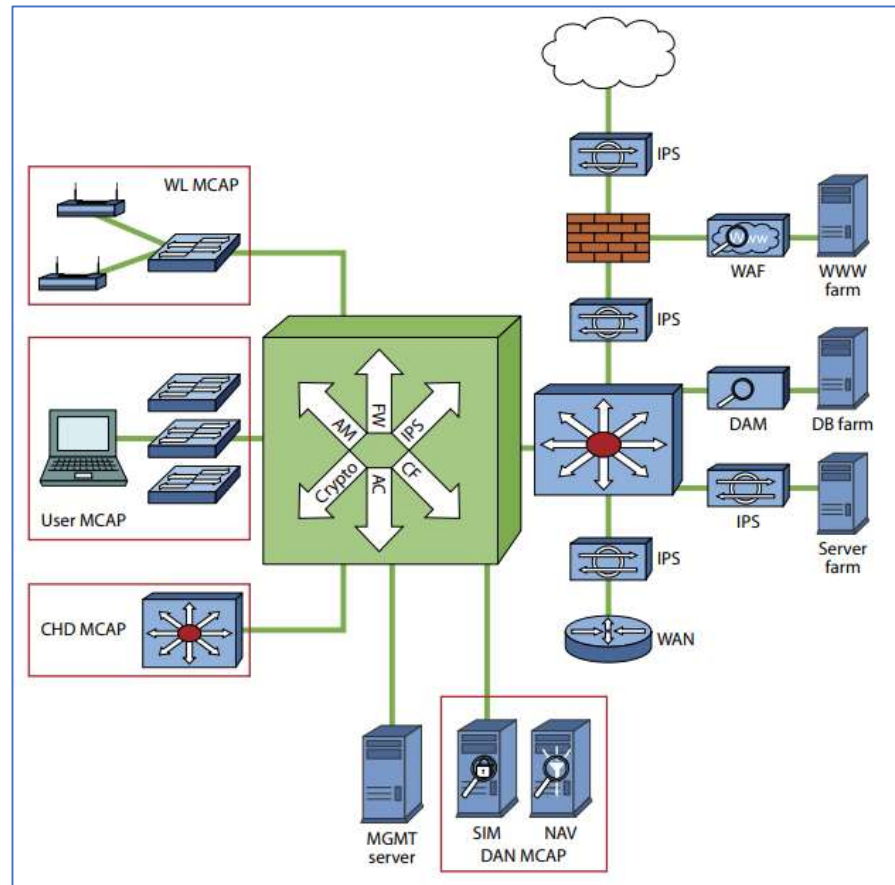 IPS
WL MCAP
WWW
WAF
WWW
farm
IPS
FW
AM
IPS
Crypto
AC
CF
DAM
DB farm
User MCAP
IPS
Server
farm
IPS
CHD MCAP
WAN
MGMT
server
SIM
NAV
DAN MCAP